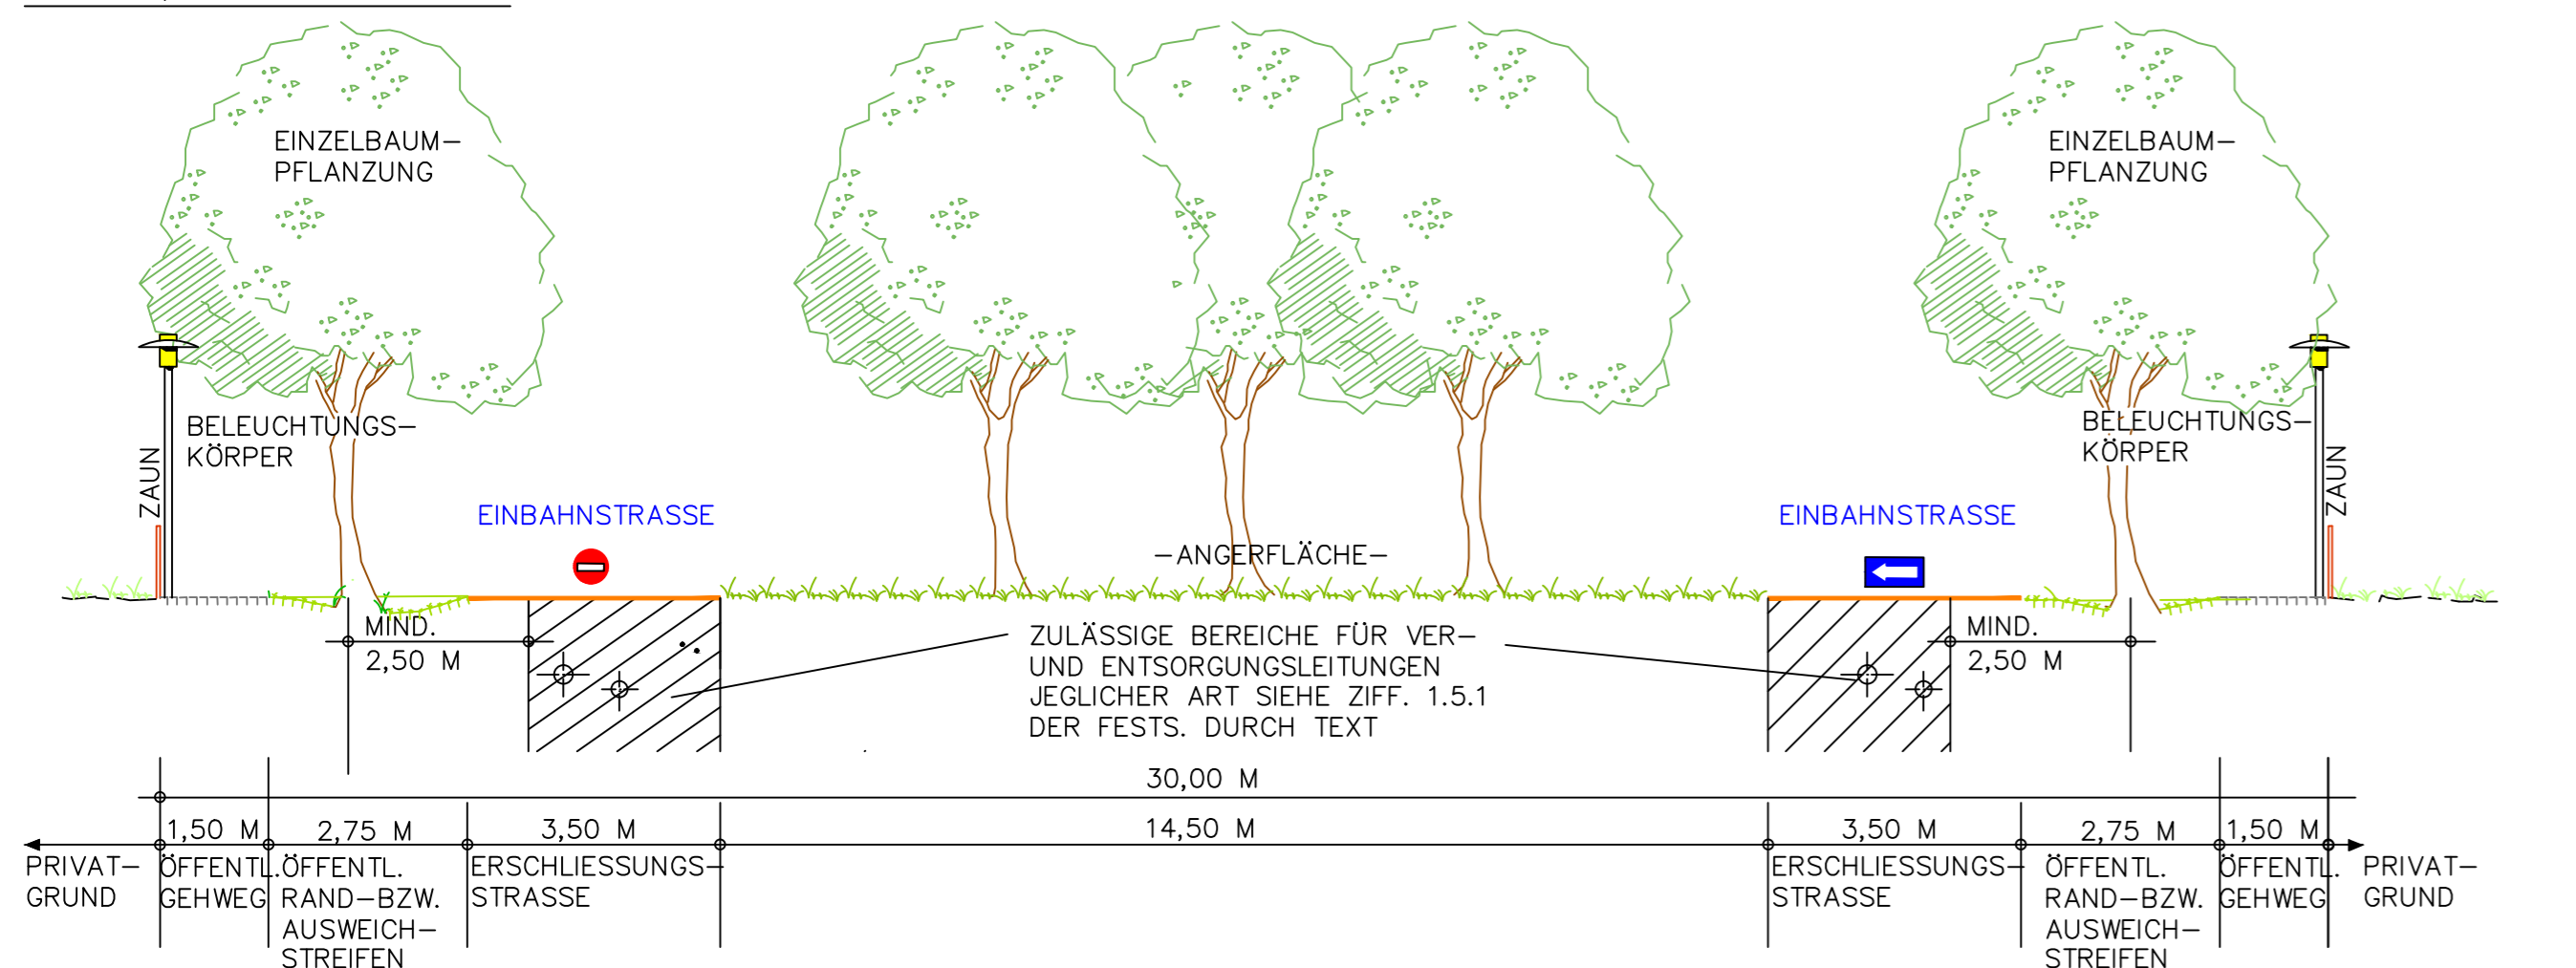 EINZELBAUM–
PFLANZUNG
EINZELBAUM–
PFLANZUNG
BELEUCHTUNGS–
KÖRPER
ZAUN
BELEUCHTUNGS–
KÖRPER
ZAUN
EINBAHNSTRASSE
EINBAHNSTRASSE
–ANGERFLÄCHE–
MIND.
2,50 M
ZULÄSSIGE BEREICHE FÜR VER–
UND ENTSORGUNGSLEITUNGEN
JEGLICHER ART SIEHE ZIFF. 1.5.1
DER FESTS. DURCH TEXT
MIND.
2,50 M
30,00 M
1,50 M
2,75 M
3,50 M
14,50 M
3,50 M
2,75 M
1,50 M
PRIVAT–
GRUND
ÖFFENTL.
GEHWEG
ÖFFENTL.
RAND–BZW.
AUSWEICH–
STREIFEN
ERSCHLIESSUNGS–
STRASSE
ERSCHLIESSUNGS–
STRASSE
ÖFFENTL.
RAND–BZW.
AUSWEICH–
STREIFEN
ÖFFENTL.
GEHWEG
PRIVAT–
GRUND